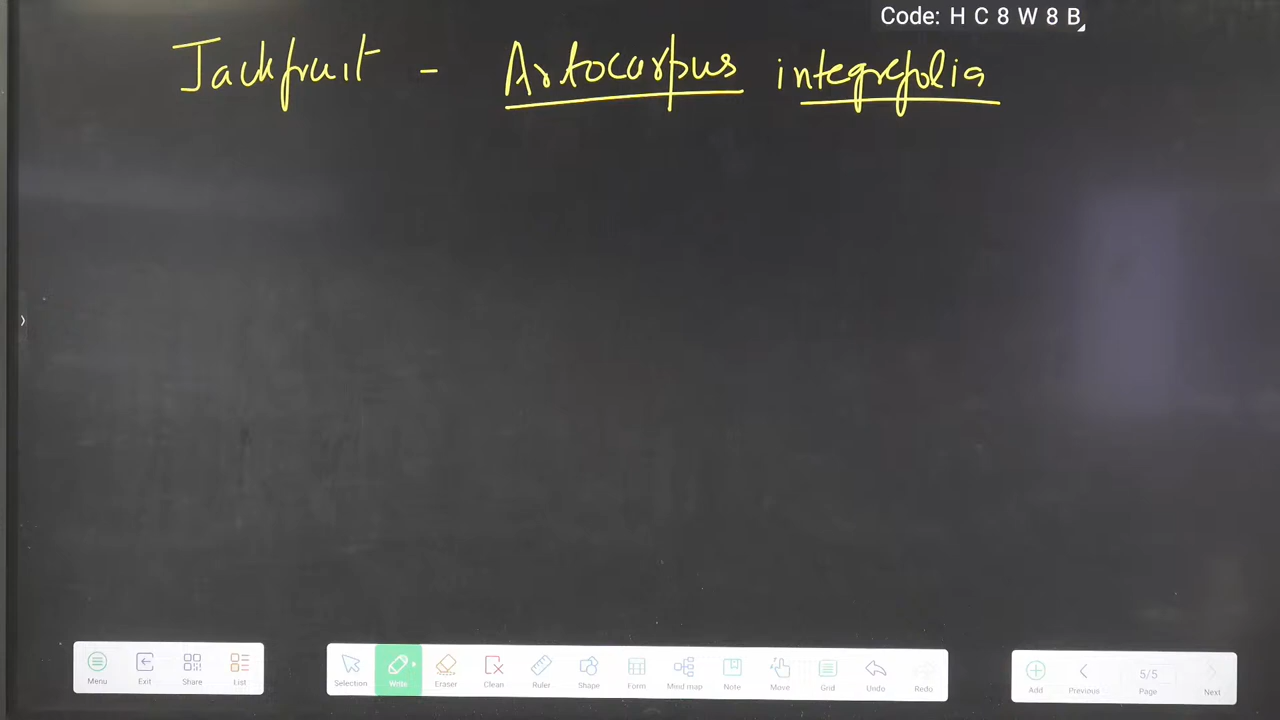 Code: H C 8 W 8 B
Jackfruit - Artocarpus integrefolia
Menu Exit Share List Selection Write Eraser Clean Ruler Shape Form Mind map Note Move Grid Undo Redo Add Previous 5/5 Page Next